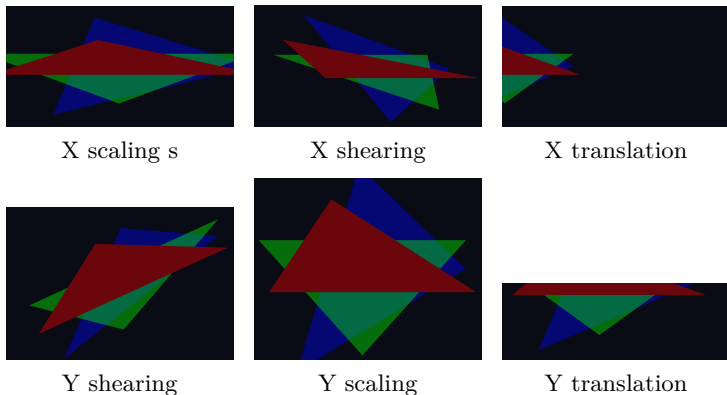 X scaling s
X shearing
X translation
Y shearing
Y scaling
Y translation